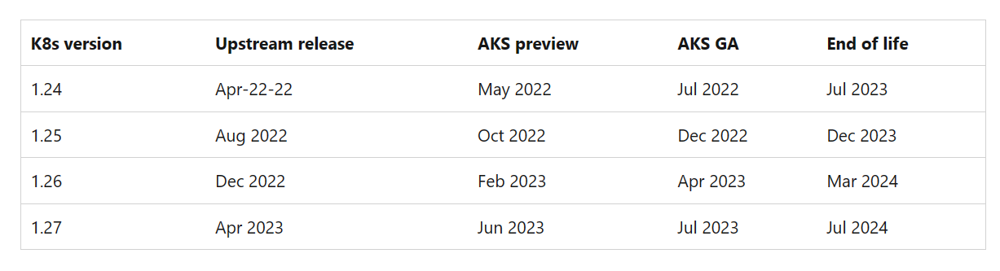 K8s version Upstream release AKS preview AKS GA End of life
1.24 Apr-22-22 May 2022 Jul 2022 Jul 2023
1.25 Aug 2022 Oct 2022 Dec 2022 Dec 2023
1.26 Dec 2022 Feb 2023 Apr 2023 Mar 2024
1.27 Apr 2023 Jun 2023 Jul 2023 Jul 2024